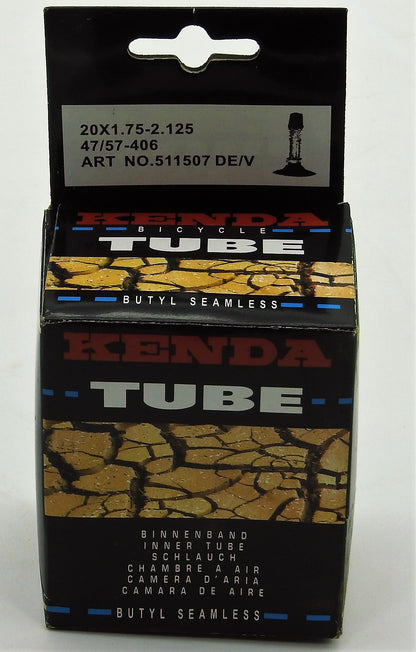 20X1.75-2.125
47/57-406
ART NO.511507 DE/V
KENDA
BICYCLE
TUBE
BUTYL SEAMLESS
KENDA
TUBE
BINNENBAND
INNER TUBE
SCHLAUCH
CHAMBRE A AIR
CAMERA D'ARIA
CAMARA DE AIRE
BUTYL SEAMLESS